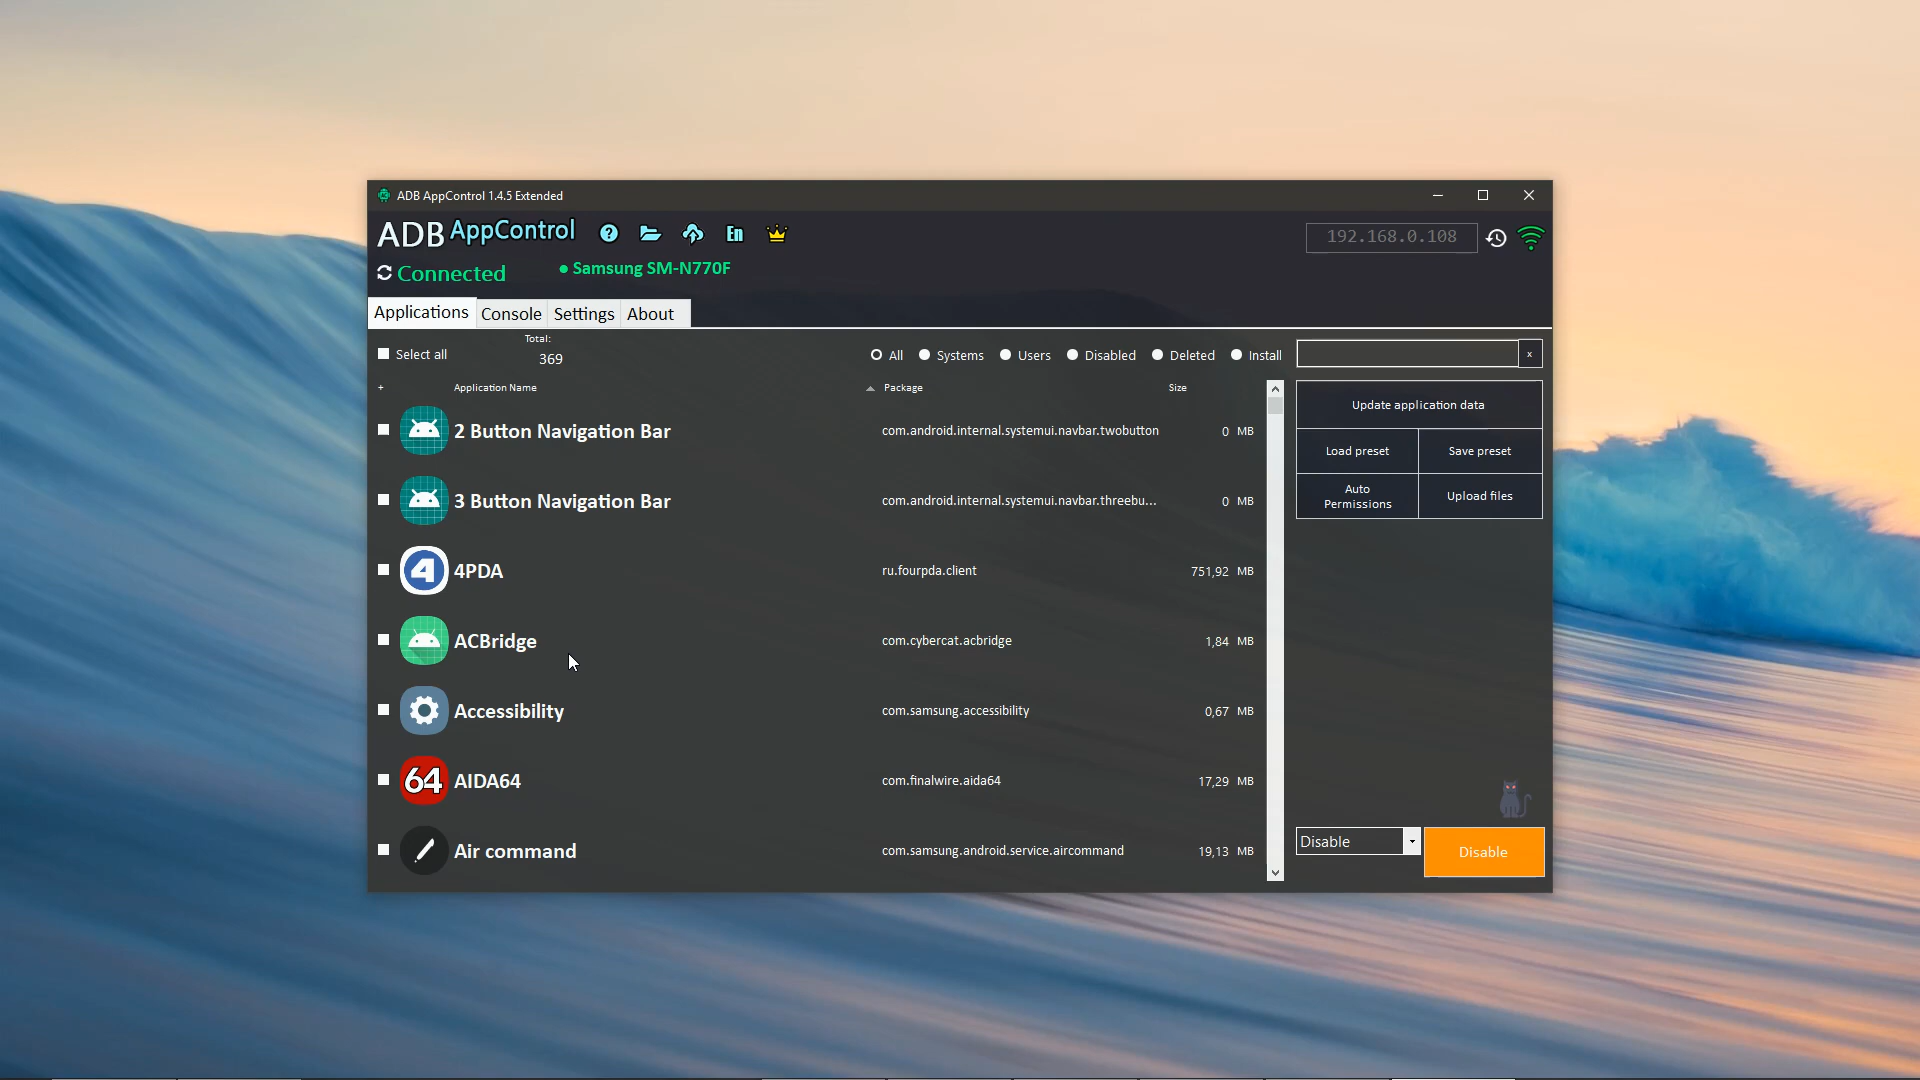 ADB AppControl 1.4.5 Extended
ADB AppControl
En
192.168.0.108
Connected
Samsung SM-N770F
Applications
Console
Settings
About
Select all
Total:
369
All
Systems
Users
Disabled
Deleted
Install
x
+
Application Name
Package
Size
2 Button Navigation Bar
com.android.internal.systemui.navbar.twobutton
0 MB
3 Button Navigation Bar
com.android.internal.systemui.navbar.threebu...
0 MB
4
4PDA
ru.fourpda.client
751,92 MB
ACBridge
com.cybercat.acbridge
1,84 MB
Accessibility
com.samsung.accessibility
0,67 MB
64
AIDA64
com.finalwire.aida64
17,29 MB
Air command
com.samsung.android.service.aircommand
19,13 MB
Update application data
Load preset
Save preset
Auto
Permissions
Upload files
Disable
Disable